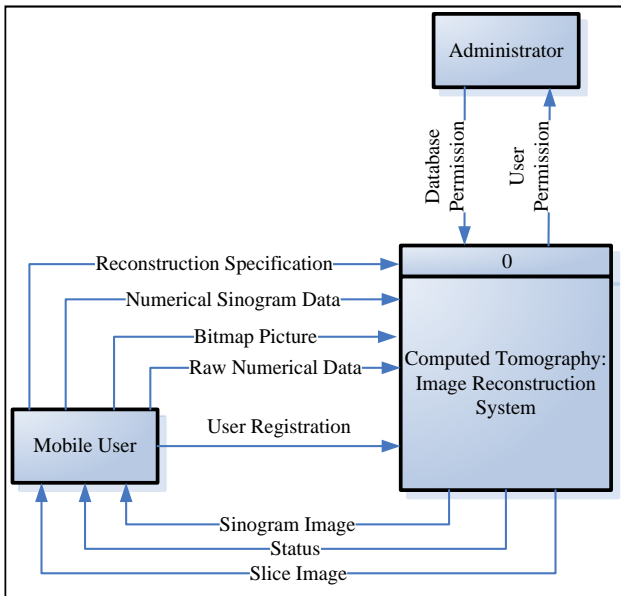 Administrator
Database
Permission
User
Permission
0
Reconstruction Specification
Numerical Sinogram Data
Bitmap Picture
Raw Numerical Data
Computed Tomography:
Image Reconstruction
System
User Registration
Mobile User
Sinogram Image
Status
Slice Image